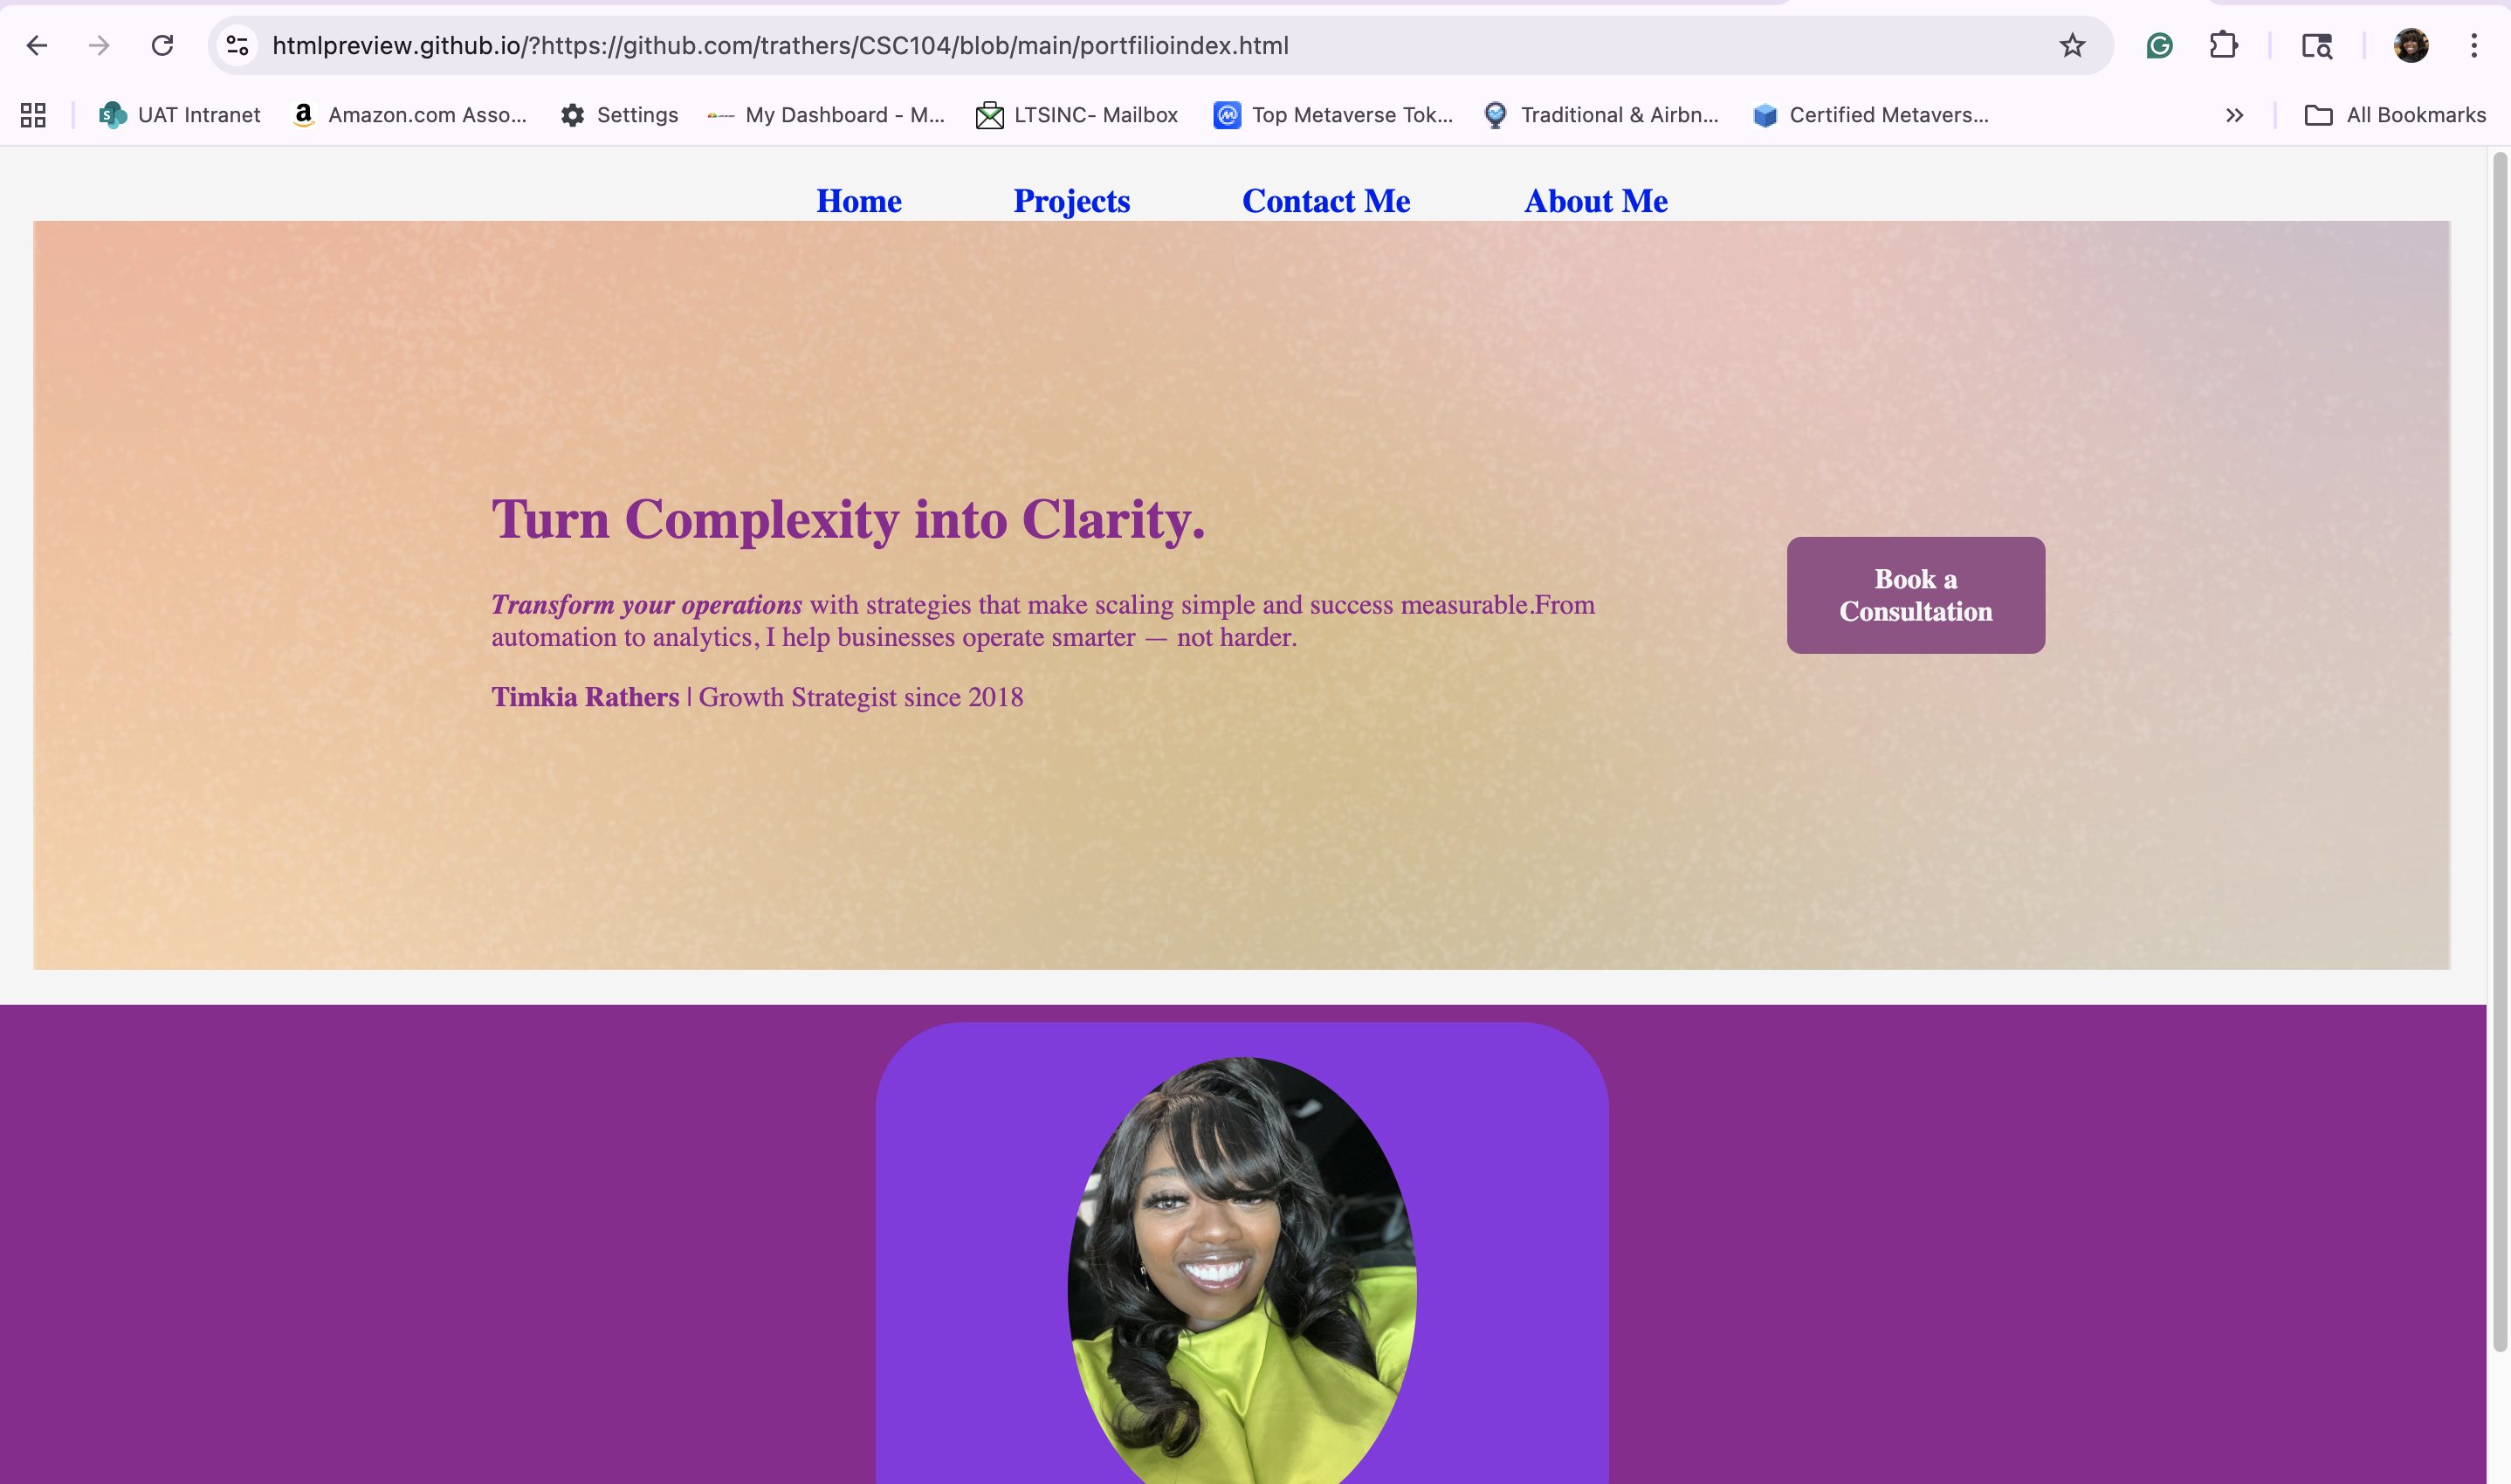 htmlpreview.github.io/?https://github.com/trathers/CSC104/blob/main/portfilioindex.html
UAT Intranet Amazon.com Asso... Settings My Dashboard - M... LTSINC- Mailbox Top Metaverse Tok... Traditional & Airbn... Certified Metavers... All Bookmarks
Home Projects Contact Me About Me
Turn Complexity into Clarity.
Transform your operations with strategies that make scaling simple and success measurable.From
automation to analytics, I help businesses operate smarter — not harder.
Timkia Rathers | Growth Strategist since 2018
Book a
Consultation